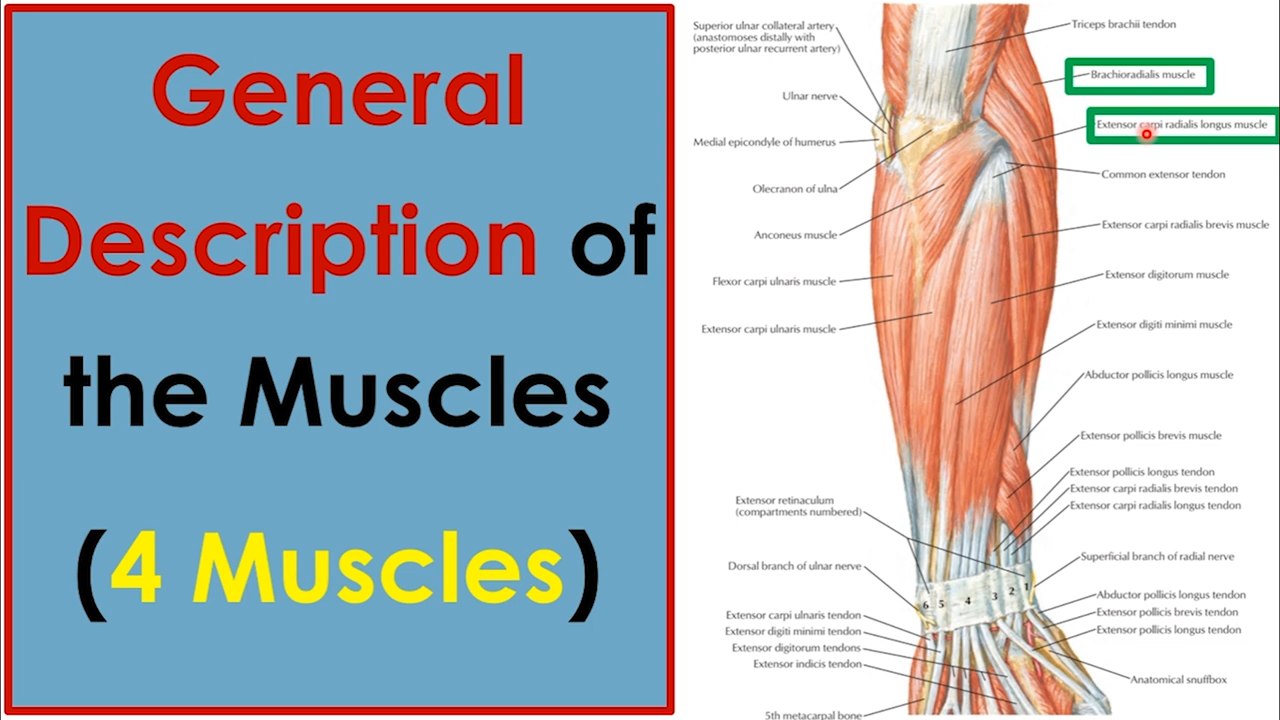 General
Description of
the Muscles
(4 Muscles)
Superior ulnar collateral artery
(anastomoses distally with
posterior ulnar recurrent artery)
Ulnar nerve
Medial epicondyle of humerus
Olecranon of ulna
Anconeus muscle
Flexor carpi ulnaris muscle
Extensor carpi ulnaris muscle
Extensor retinaculum
(compartments numbered)
Dorsal branch of ulnar nerve
Extensor carpi ulnaris tendon
Extensor digiti minimi tendon
Extensor digitorum tendons
Extensor indicis tendon
5th metacarpal bone
6 5 4 3 2 1
Triceps brachii tendon
Brachioradialis muscle
Extensor carpi radialis longus muscle
Common extensor tendon
Extensor carpi radialis brevis muscle
Extensor digitorum muscle
Extensor digiti minimi muscle
Abductor pollicis longus muscle
Extensor pollicis brevis muscle
Extensor pollicis longus tendon
Extensor carpi radialis brevis tendon
Extensor carpi radialis longus tendon
Superficial branch of radial nerve
Abductor pollicis longus tendon
Extensor pollicis brevis tendon
Extensor pollicis longus tendon
Anatomical snuffbox